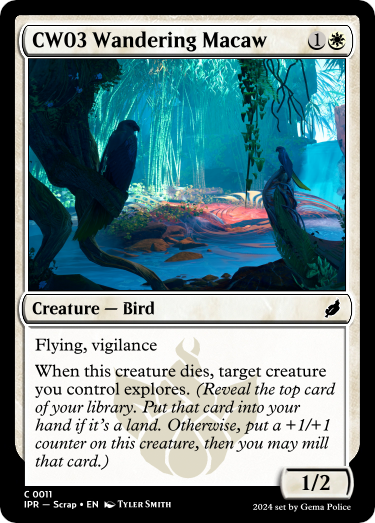 CW03 Wandering Macaw 1
Creature — Bird
Flying, vigilance
When this creature dies, target creature
you control explores. (Reveal the top card
of your library. Put that card into your
hand if it's a land. Otherwise, put a +1/+1
counter on this creature, then you may mill
that card.)
1/2
C 0011
IPR — Scrap • EN Tyler Smith
2024 set by Gema Police